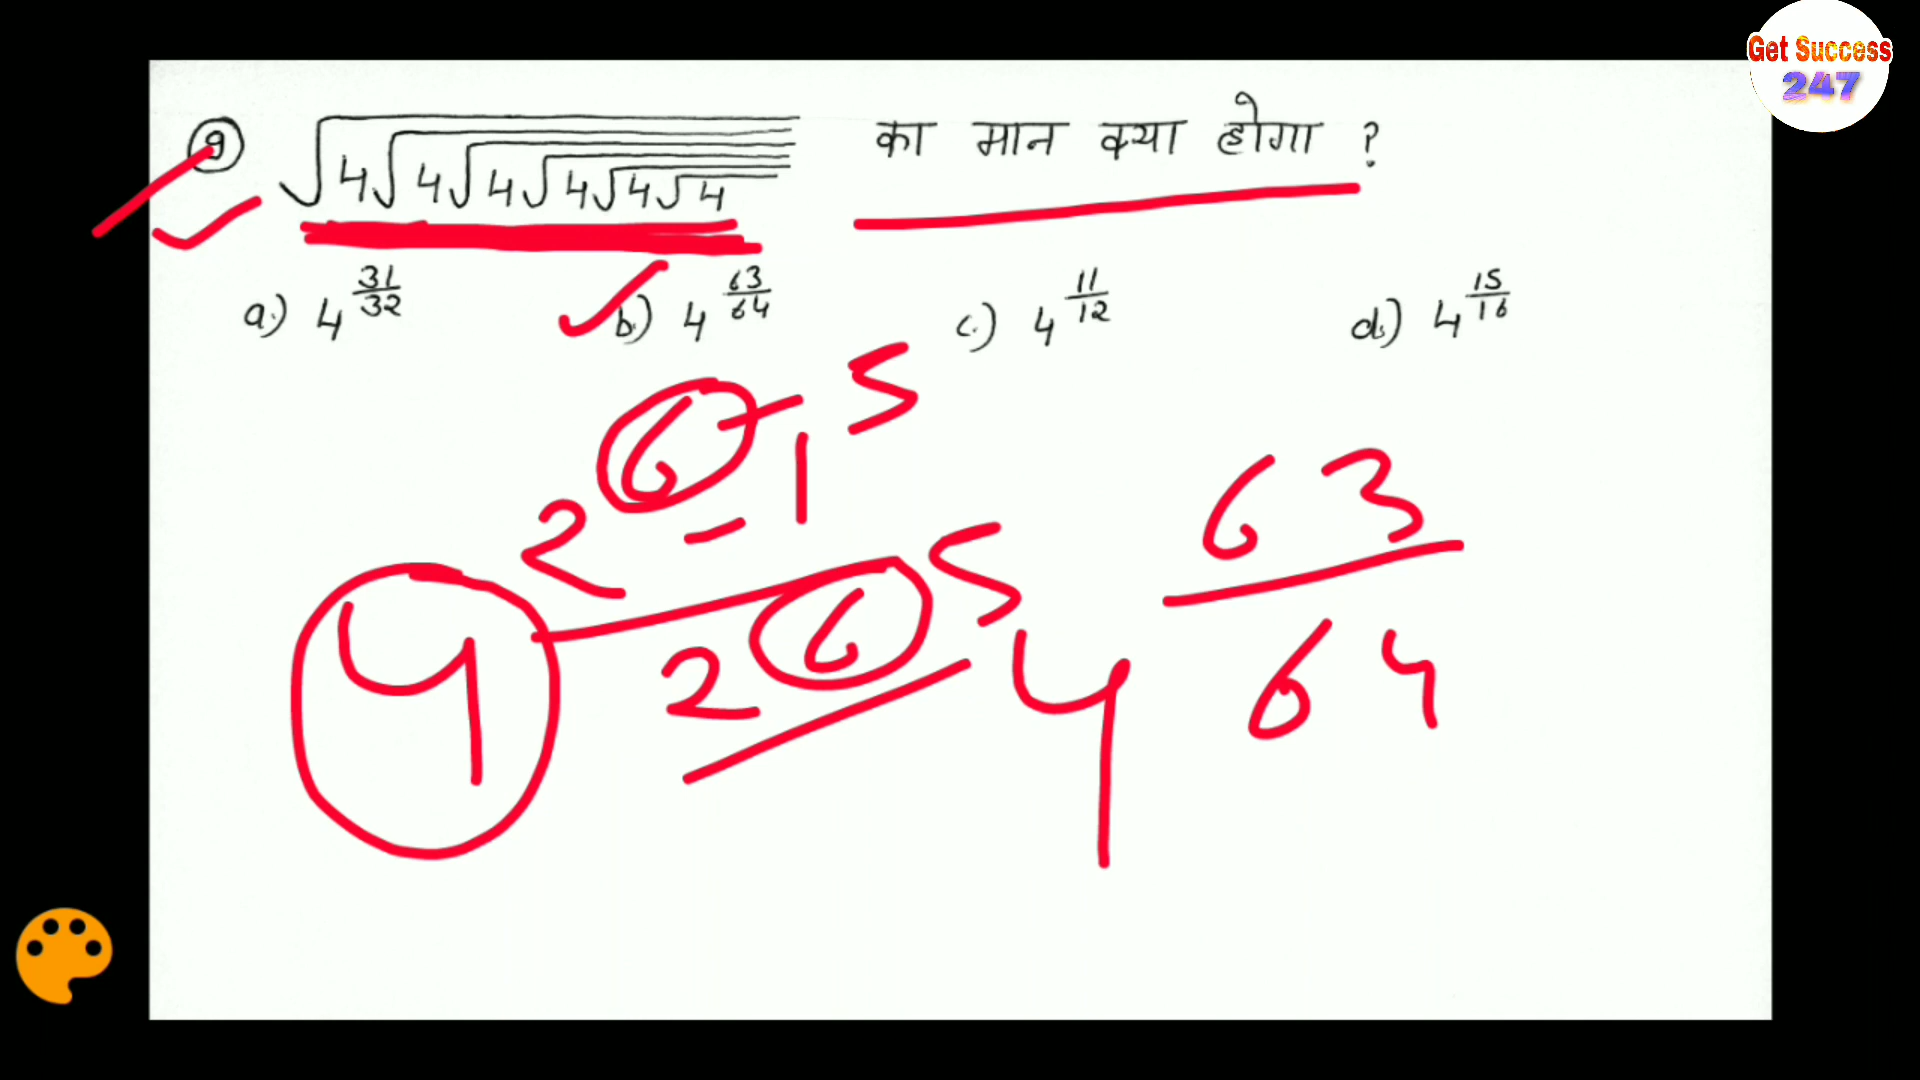 Get Success
247
9 √4√4√4√4√4√4 का मान क्या होगा ?
a.) 4^31/32 b.) 4^63/64 c.) 4^11/12 d.) 4^15/16
4^(2^6 - 1)/2^6 5 5 4^63/64